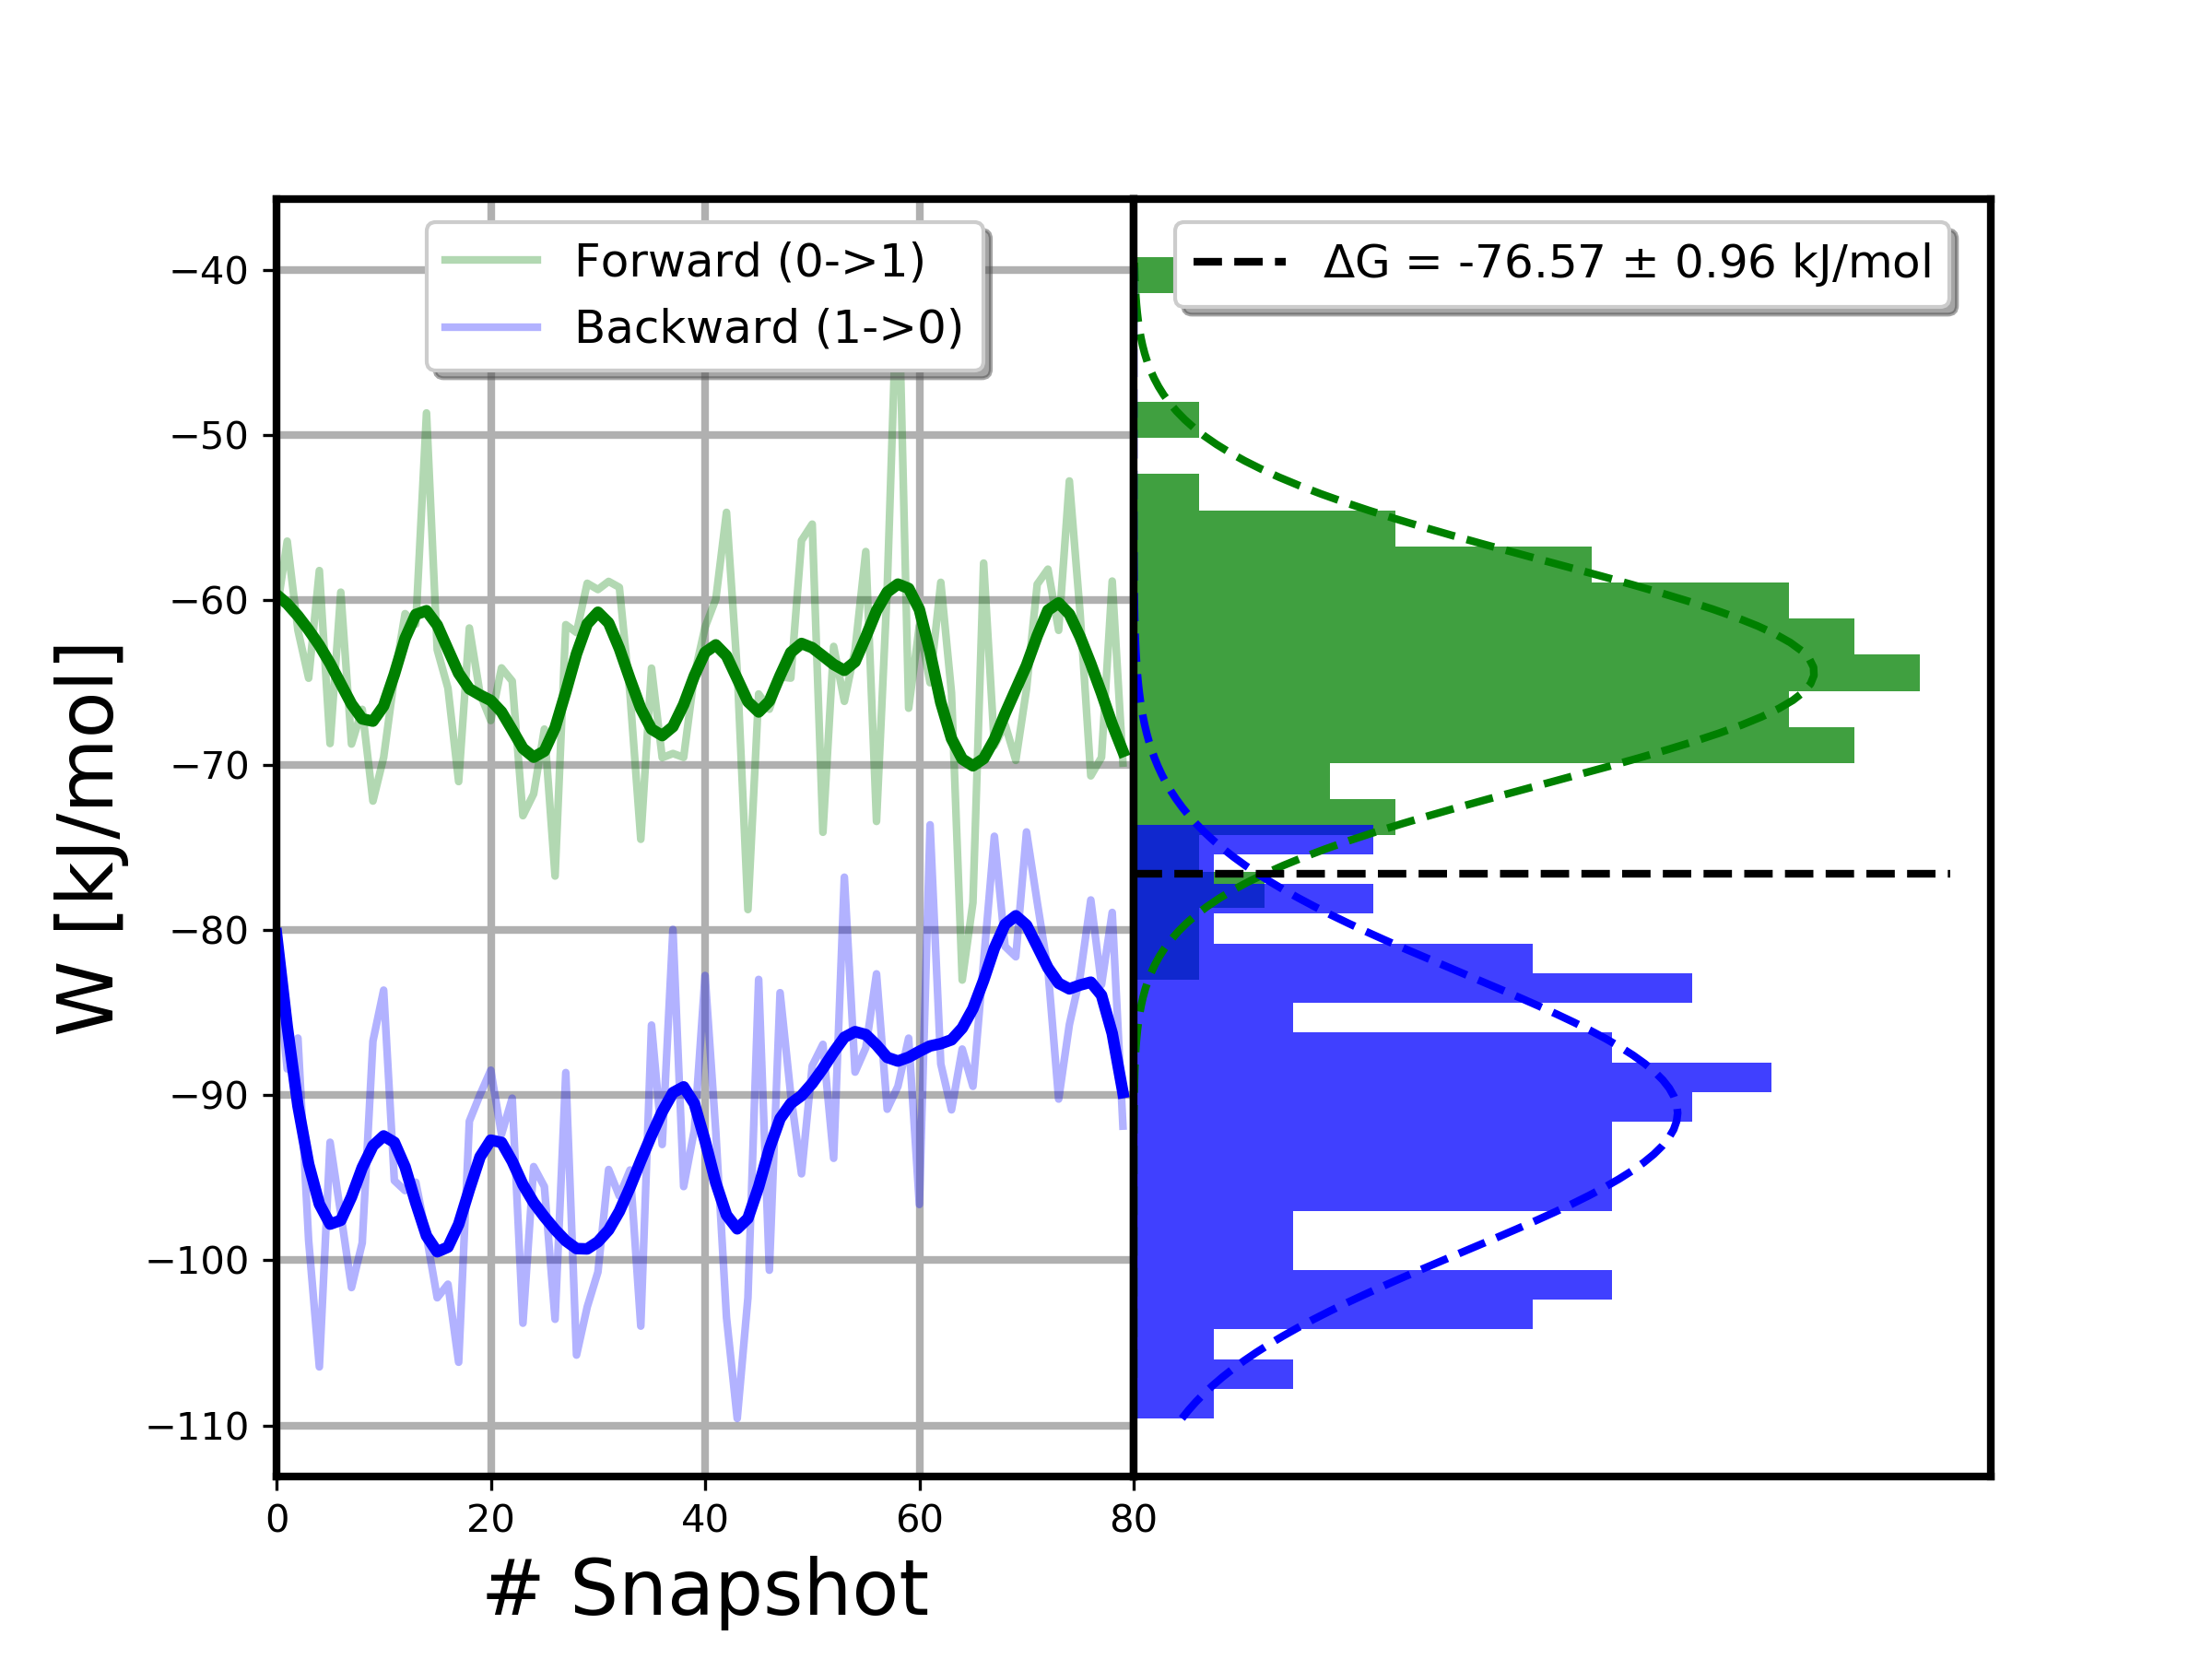 Forward (0->1)
Backward (1->0)
ΔG = -76.57 ± 0.96 kJ/mol
W [kJ/mol]
−40
−50
−60
−70
−80
−90
−100
−110
0
20
40
60
80
# Snapshot